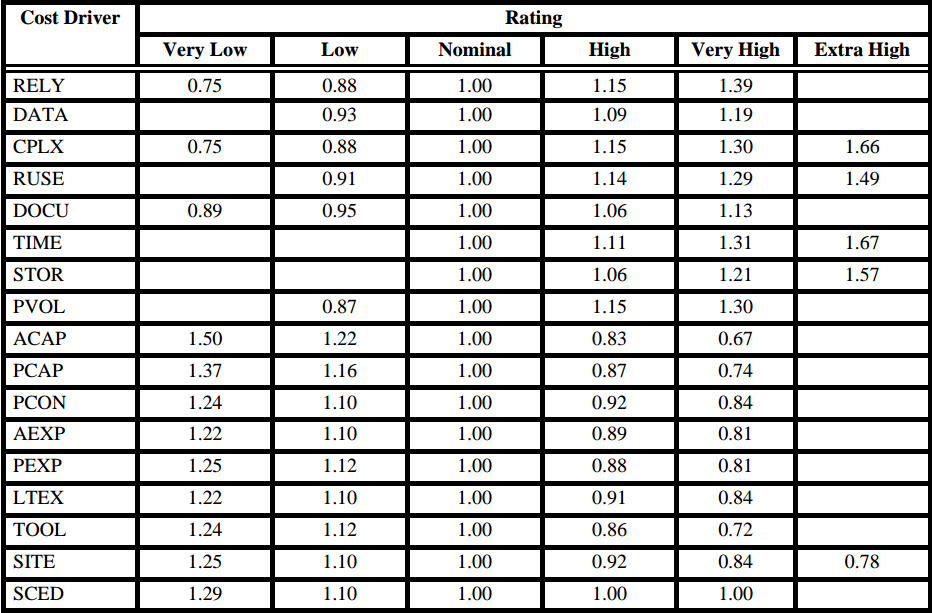 Cost Driver Rating
Very Low Low Nominal High Very High Extra High
RELY 0.75 0.88 1.00 1.15 1.39
DATA 0.93 1.00 1.09 1.19
CPLX 0.75 0.88 1.00 1.15 1.30 1.66
RUSE 0.91 1.00 1.14 1.29 1.49
DOCU 0.89 0.95 1.00 1.06 1.13
TIME 1.00 1.11 1.31 1.67
STOR 1.00 1.06 1.21 1.57
PVOL 0.87 1.00 1.15 1.30
ACAP 1.50 1.22 1.00 0.83 0.67
PCAP 1.37 1.16 1.00 0.87 0.74
PCON 1.24 1.10 1.00 0.92 0.84
AEXP 1.22 1.10 1.00 0.89 0.81
PEXP 1.25 1.12 1.00 0.88 0.81
LTEX 1.22 1.10 1.00 0.91 0.84
TOOL 1.24 1.12 1.00 0.86 0.72
SITE 1.25 1.10 1.00 0.92 0.84 0.78
SCED 1.29 1.10 1.00 1.00 1.00